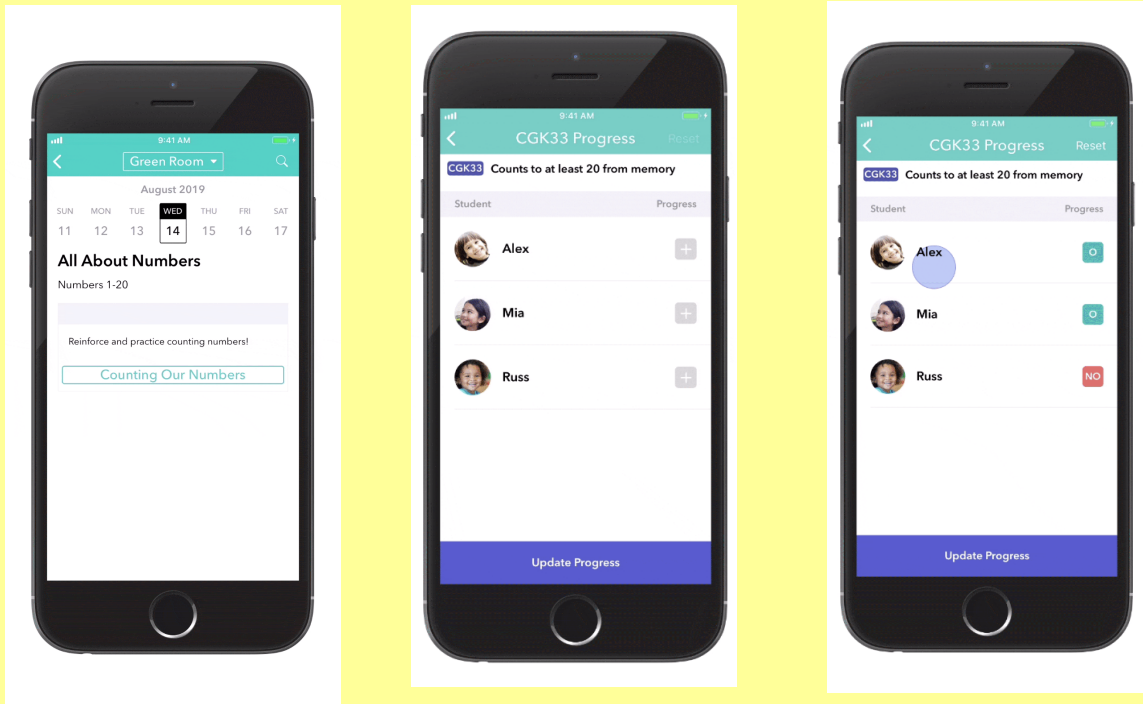 9:41 AM
Green Room
August 2019
SUN MON TUE WED THU FRI SAT
11 12 13 14 15 16 17
All About Numbers
Numbers 1-20
Reinforce and practice counting numbers!
Counting Our Numbers
9:41 AM
CGK33 Progress Reset
CGK33 Counts to at least 20 from memory
Student Progress
Alex +
Mia +
Russ +
Update Progress
9:41 AM
CGK33 Progress Reset
CGK33 Counts to at least 20 from memory
Student Progress
Alex O
Mia O
Russ NO
Update Progress